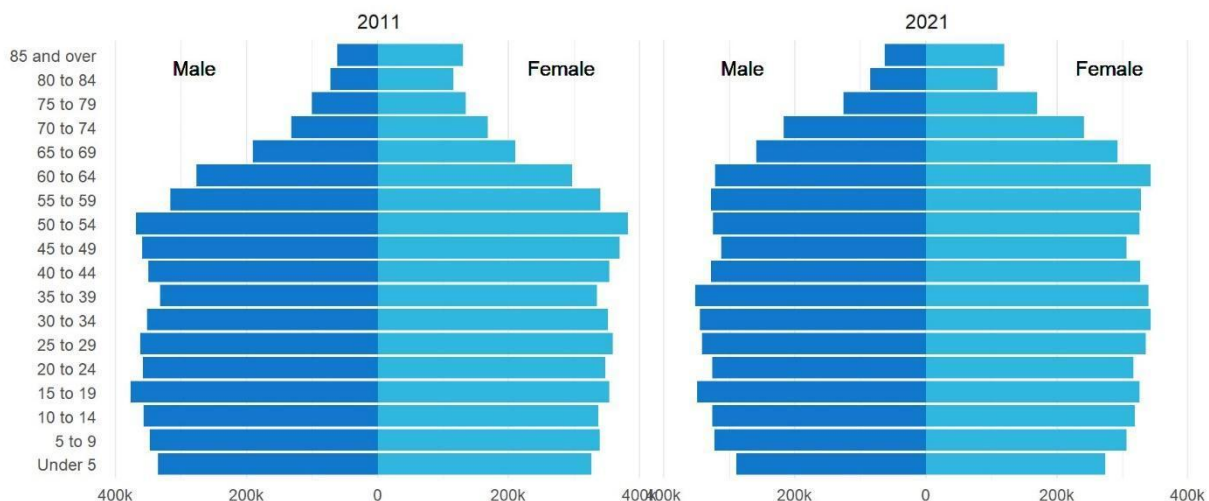 2011
2021
85 and over
Male
Female
Male
Female
80 to 84
75 to 79
70 to 74
65 to 69
60 to 64
55 to 59
50 to 54
45 to 49
40 to 44
35 to 39
30 to 34
25 to 29
20 to 24
15 to 19
10 to 14
5 to 9
Under 5
400k 200k 0 200k 400k
400k 200k 0 200k 400k